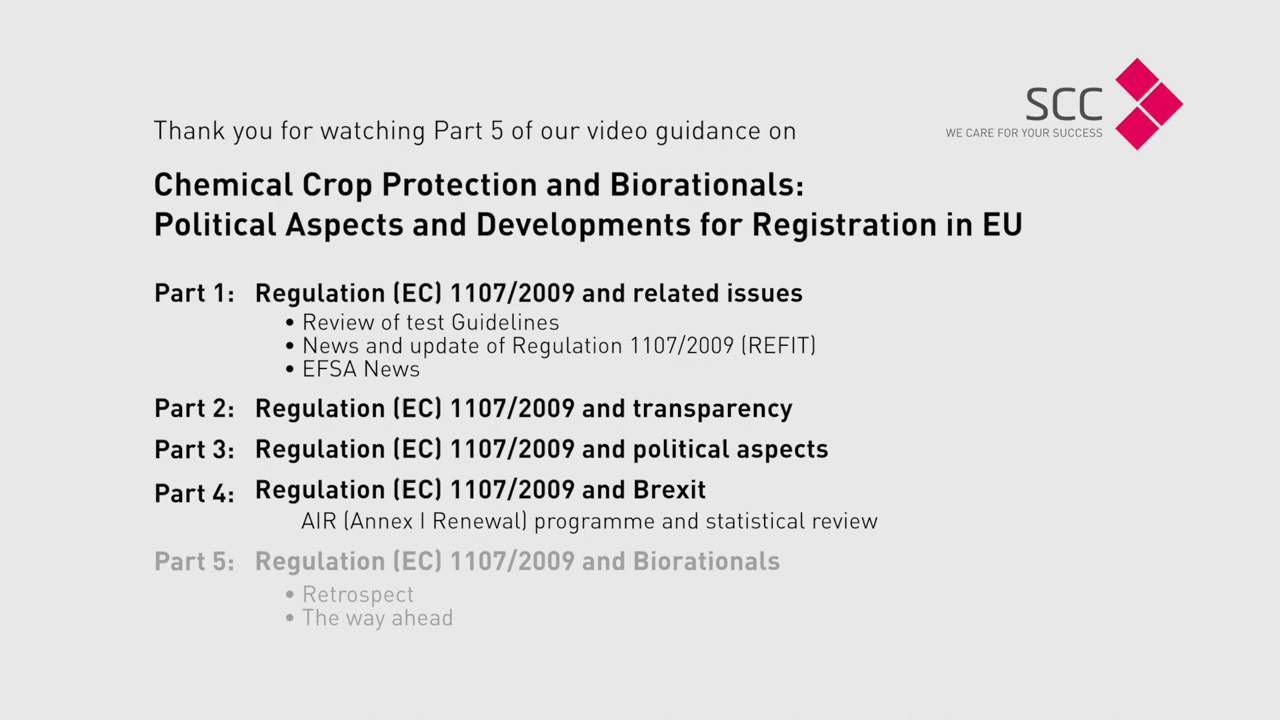 SCC
WE CARE FOR YOUR SUCCESS
Thank you for watching Part 5 of our video guidance on
Chemical Crop Protection and Biorationals:
Political Aspects and Developments for Registration in EU
Part 1: Regulation (EC) 1107/2009 and related issues
• Review of test Guidelines
• News and update of Regulation 1107/2009 (REFIT)
• EFSA News
Part 2: Regulation (EC) 1107/2009 and transparency
Part 3: Regulation (EC) 1107/2009 and political aspects
Part 4: Regulation (EC) 1107/2009 and Brexit
AIR (Annex I Renewal) programme and statistical review
Part 5: Regulation (EC) 1107/2009 and Biorationals
• Retrospect
• The way ahead